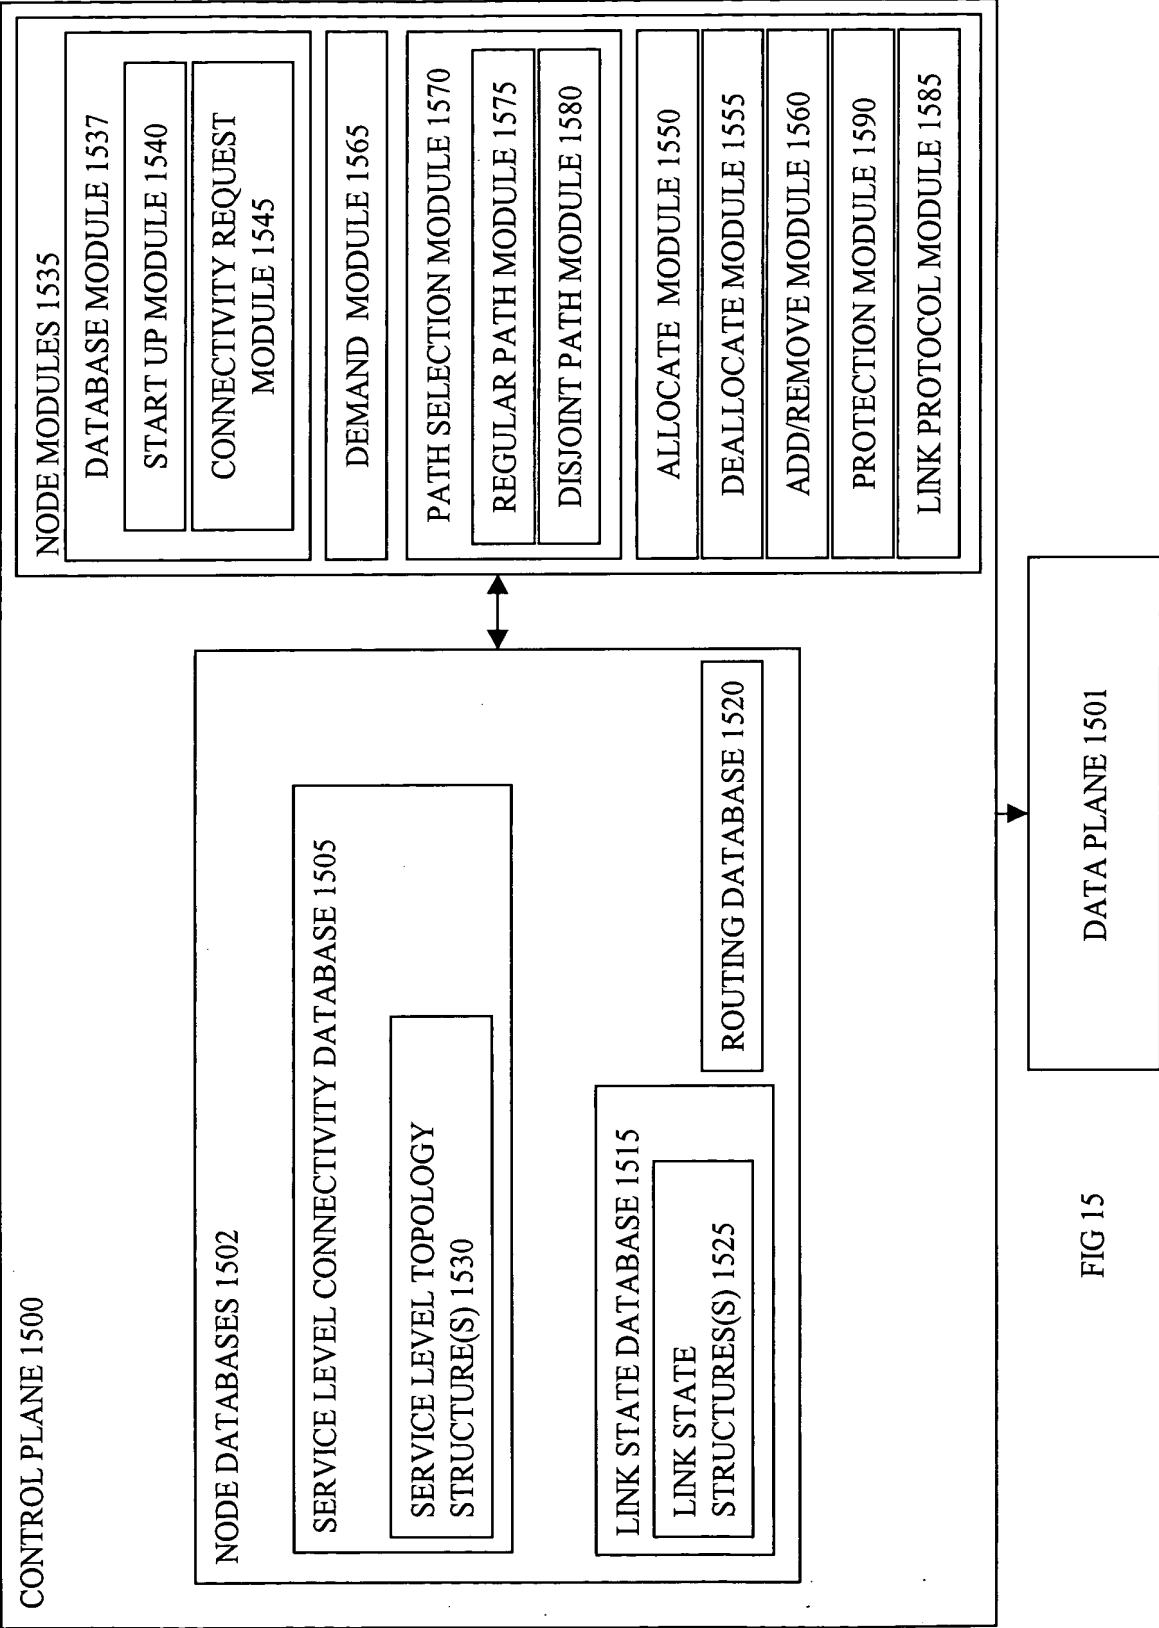 CONTROL PLANE 1500
NODE DATABASES 1502
SERVICE LEVEL CONNECTIVITY DATABASE 1505
SERVICE LEVEL TOPOLOGY
STRUCTURE(S) 1530
LINK STATE DATABASE 1515
LINK STATE
STRUCTURES(S) 1525
ROUTING DATABASE 1520
NODE MODULES 1535
DATABASE MODULE 1537
START UP MODULE 1540
CONNECTIVITY REQUEST
MODULE 1545
DEMAND MODULE 1565
PATH SELECTION MODULE 1570
REGULAR PATH MODULE 1575
DISJOINT PATH MODULE 1580
ALLOCATE MODULE 1550
DEALLOCATE MODULE 1555
ADD/REMOVE MODULE 1560
PROTECTION MODULE 1590
LINK PROTOCOL MODULE 1585
DATA PLANE 1501
FIG 15